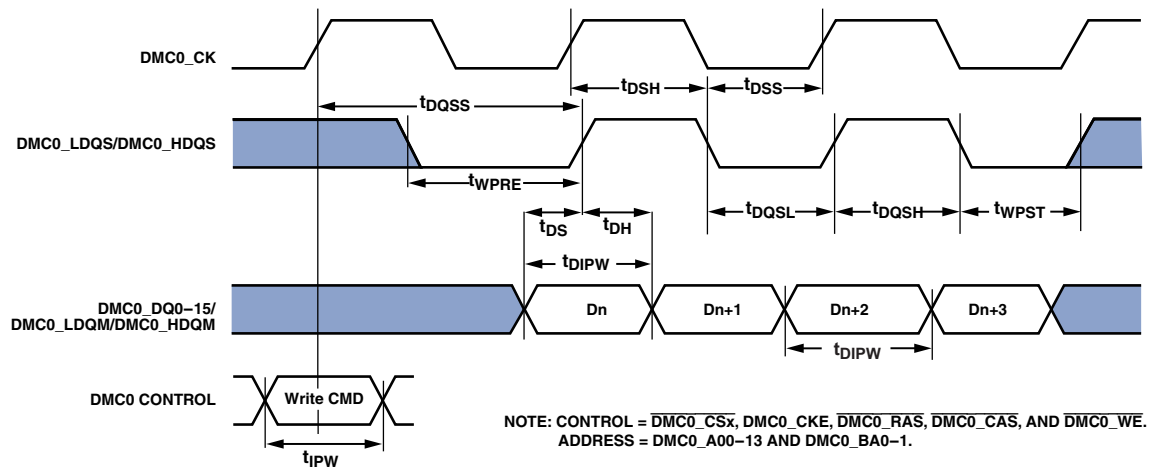 DMC0_CK
tDSH
tDSS
tDQSS
DMC0_LDQS/DMC0_HDQS
tWPRE
tDS
tDH
tDQSL
tDQSH
tWPST
tDIPW
DMC0_DQ0–15/
DMC0_LDQM/DMC0_HDQM
Dn
Dn+1
Dn+2
Dn+3
tDIPW
DMC0 CONTROL
Write CMD
tIPW
NOTE: CONTROL = DMC0_CSx, DMC0_CKE, DMC0_RAS, DMC0_CAS, AND DMC0_WE.
ADDRESS = DMC0_A00–13 AND DMC0_BA0-1.